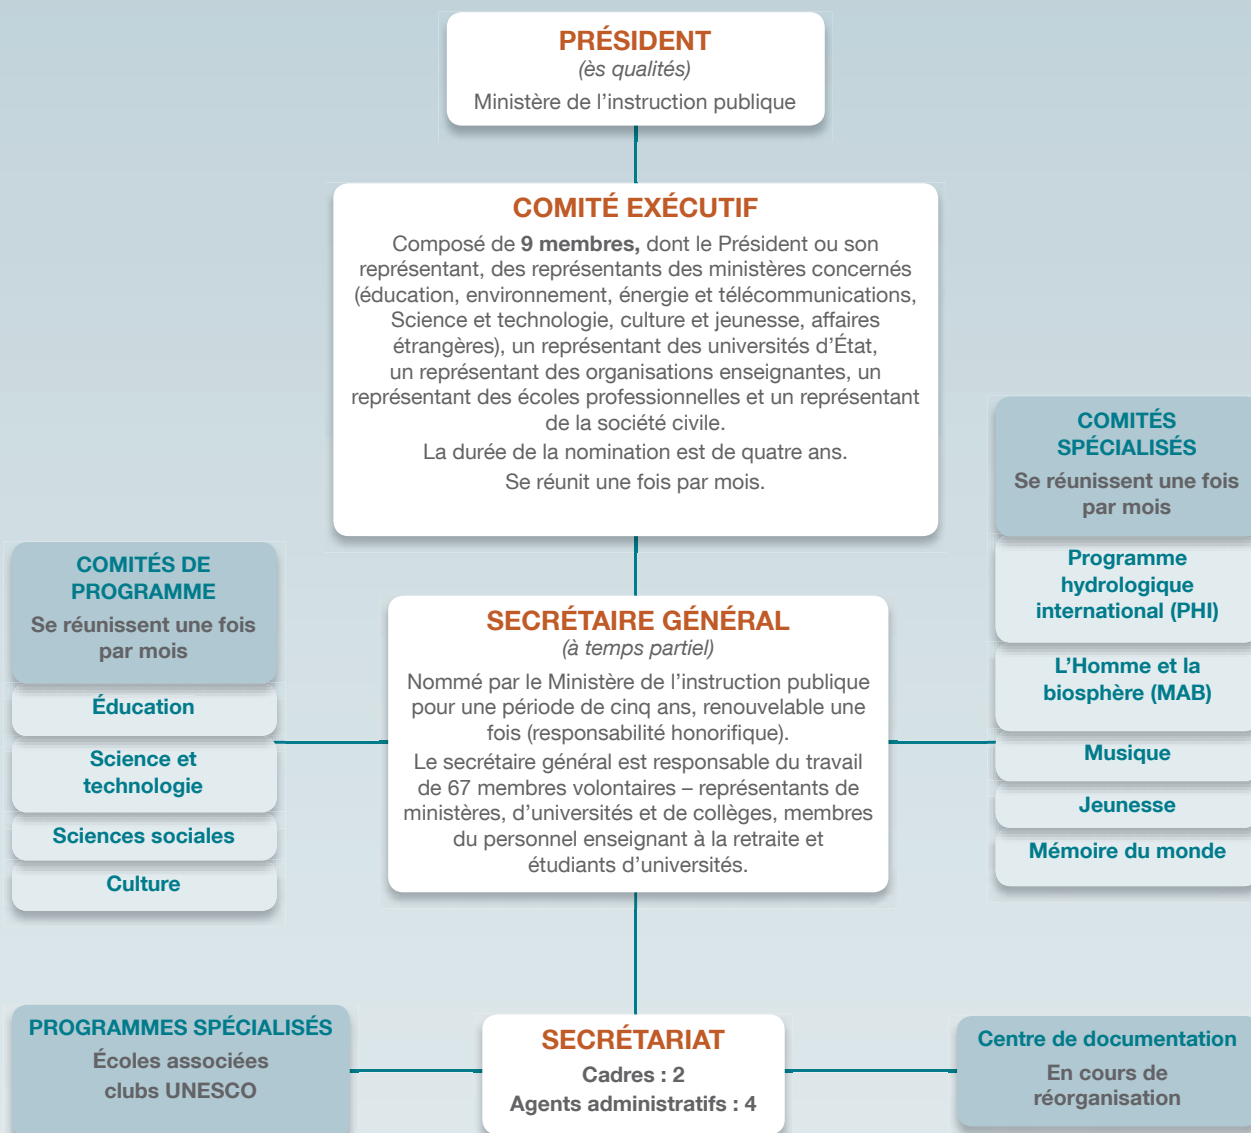 PRÉSIDENT
(ès qualités)
Ministère de l’instruction publique
COMITÉ EXÉCUTIF
Composé de 9 membres, dont le Président ou son
représentant, des représentants des ministères concernés
(éducation, environnement, énergie et télécommunications,
Science et technologie, culture et jeunesse, affaires
étrangères), un représentant des universités d’État,
un représentant des organisations enseignantes, un
représentant des écoles professionnelles et un représentant
de la société civile.
La durée de la nomination est de quatre ans.
Se réunit une fois par mois.
COMITÉS
SPÉCIALISÉS
Se réunissent une fois
par mois
Programme
hydrologique
international (PHI)
L’Homme et la
biosphère (MAB)
Musique
Jeunesse
Mémoire du monde
COMITÉS DE
PROGRAMME
Se réunissent une fois
par mois
Éducation
Science et
technologie
Sciences sociales
Culture
SECRÉTAIRE GÉNÉRAL
(à temps partiel)
Nommé par le Ministère de l’instruction publique
pour une période de cinq ans, renouvelable une
fois (responsabilité honorifique).
Le secrétaire général est responsable du travail
de 67 membres volontaires – représentants de
ministères, d’universités et de collèges, membres
du personnel enseignant à la retraite et
étudiants d’universités.
PROGRAMMES SPÉCIALISÉS
Écoles associées
clubs UNESCO
SECRÉTARIAT
Cadres : 2
Agents administratifs : 4
Centre de documentation
En cours de
réorganisation